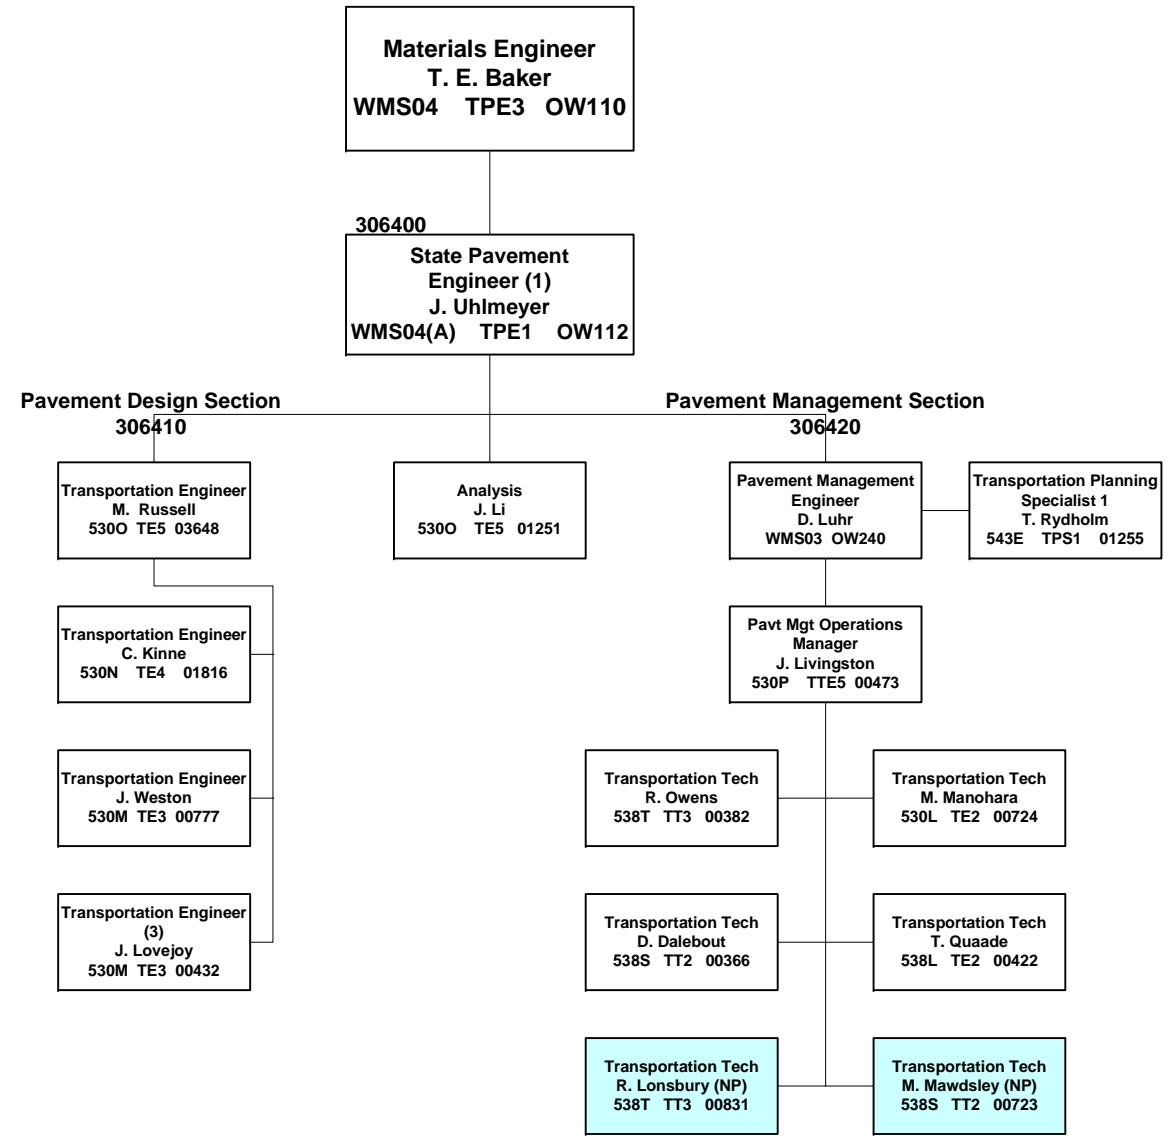 Materials Engineer
T. E. Baker
WMS04 TPE3 OW110
306400
State Pavement
Engineer (1)
J. Uhlmeyer
WMS04(A) TPE1 OW112
Pavement Design Section
306410
Pavement Management Section
306420
Transportation Engineer
M. Russell
530O TE5 03648
Analysis
J. Li
530O TE5 01251
Pavement Management
Engineer
D. Luhr
WMS03 OW240
Transportation Planning
Specialist 1
T. Rydholm
543E TPS1 01255
Transportation Engineer
C. Kinne
530N TE4 01816
Pavt Mgt Operations
Manager
J. Livingston
530P TTE5 00473
Transportation Engineer
J. Weston
530M TE3 00777
Transportation Tech
R. Owens
538T TT3 00382
Transportation Tech
M. Manohara
530L TE2 00724
Transportation Engineer
(3)
J. Lovejoy
530M TE3 00432
Transportation Tech
D. Dalebout
538S TT2 00366
Transportation Tech
T. Quaade
538L TE2 00422
Transportation Tech
R. Lonsbury (NP)
538T TT3 00831
Transportation Tech
M. Mawdsley (NP)
538S TT2 00723